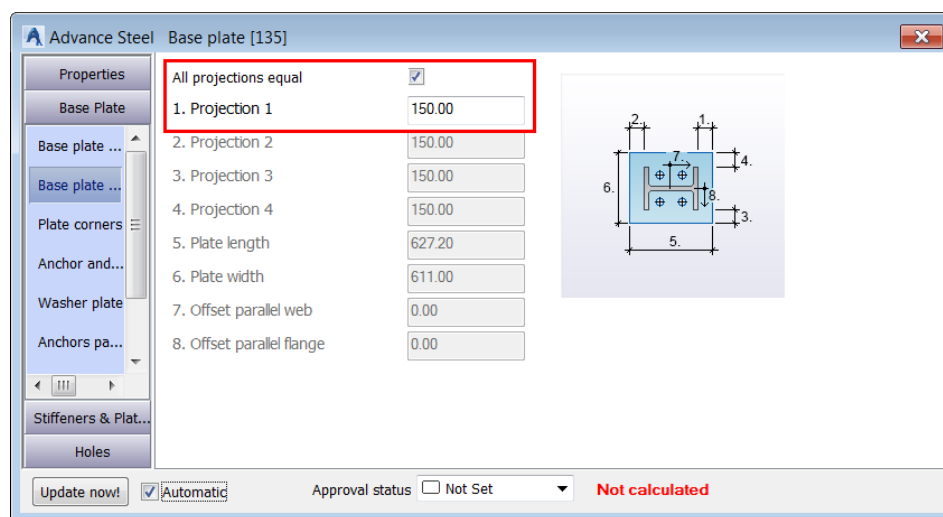 Advance Steel Base plate [135]
Properties
Base Plate
Base plate ...
Base plate ...
Plate corners
Anchor and...
Washer plate
Anchors pa...
Stiffeners & Plat...
Holes
All projections equal
1. Projection 1 150.00
2. Projection 2 150.00
3. Projection 3 150.00
4. Projection 4 150.00
5. Plate length 627.20
6. Plate width 611.00
7. Offset parallel web 0.00
8. Offset parallel flange 0.00
2. 1.
7. 4.
6. 8.
3.
5.
Update now! Automatic Approval status Not Set Not calculated